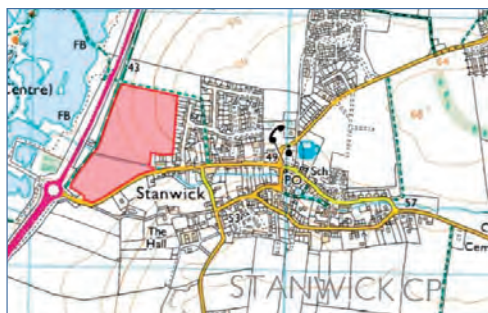 FB
43
Centre)
FB
49
PO
Sch
Stanwick
53
57
64
68
The
Hall
Cem
STANWICK CP